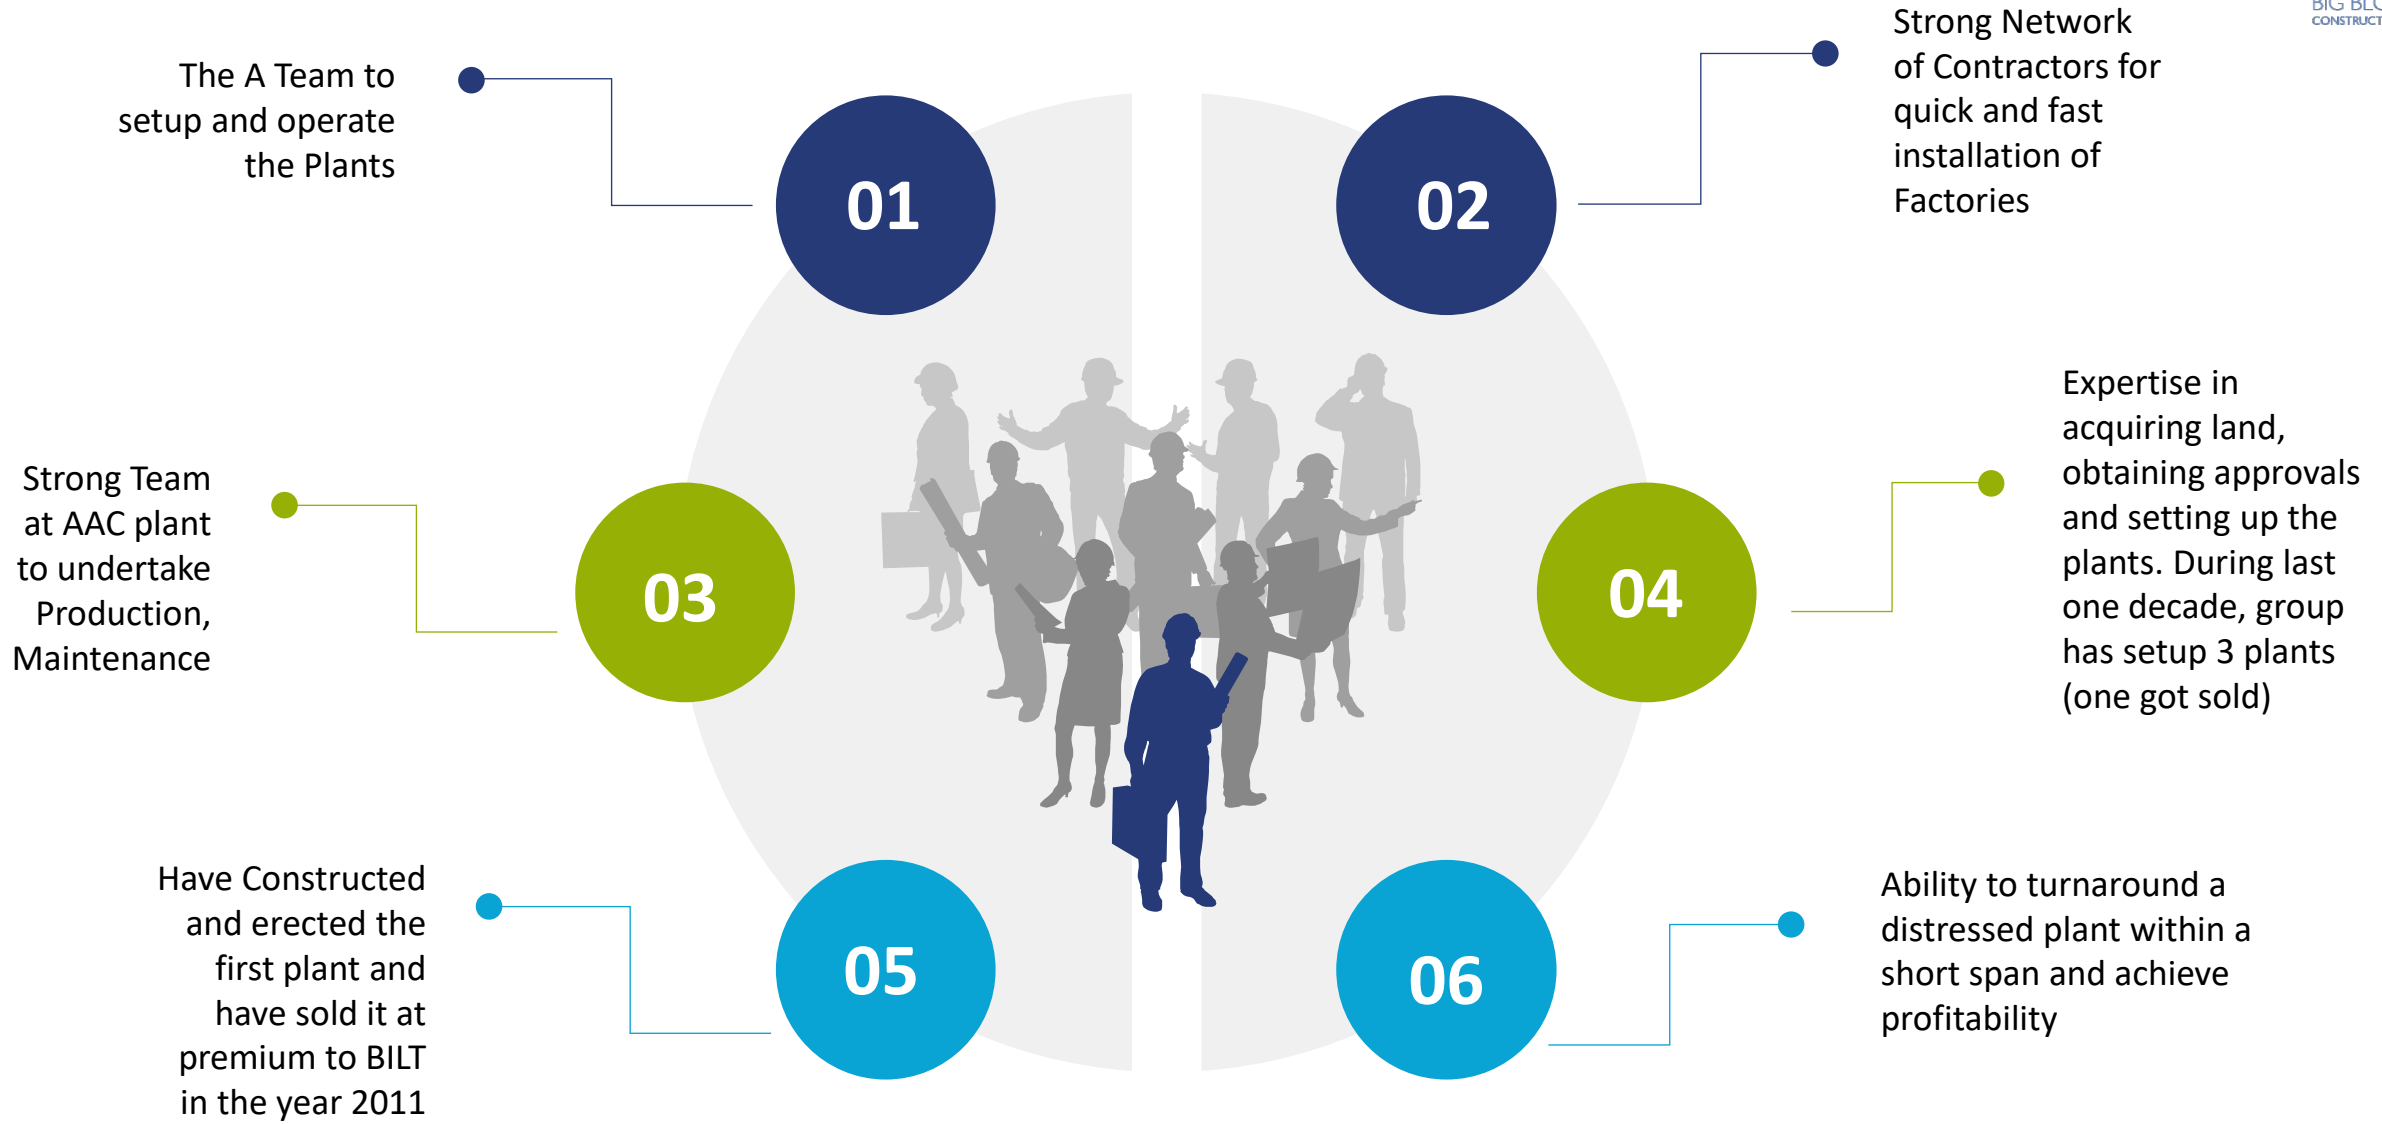 CONSTRUCT
The A Team to
setup and operate
the Plants
01
02
Strong Network
of Contractors for
quick and fast
installation of
Factories
Strong Team
at AAC plant
to undertake
Production,
Maintenance
03
04
Expertise in
acquiring land,
obtaining approvals
and setting up the
plants. During last
one decade, group
has setup 3 plants
(one got sold)
Have Constructed
and erected the
first plant and
have sold it at
premium to BILT
in the year 2011
05
06
Ability to turnaround a
distressed plant within a
short span and achieve
profitability